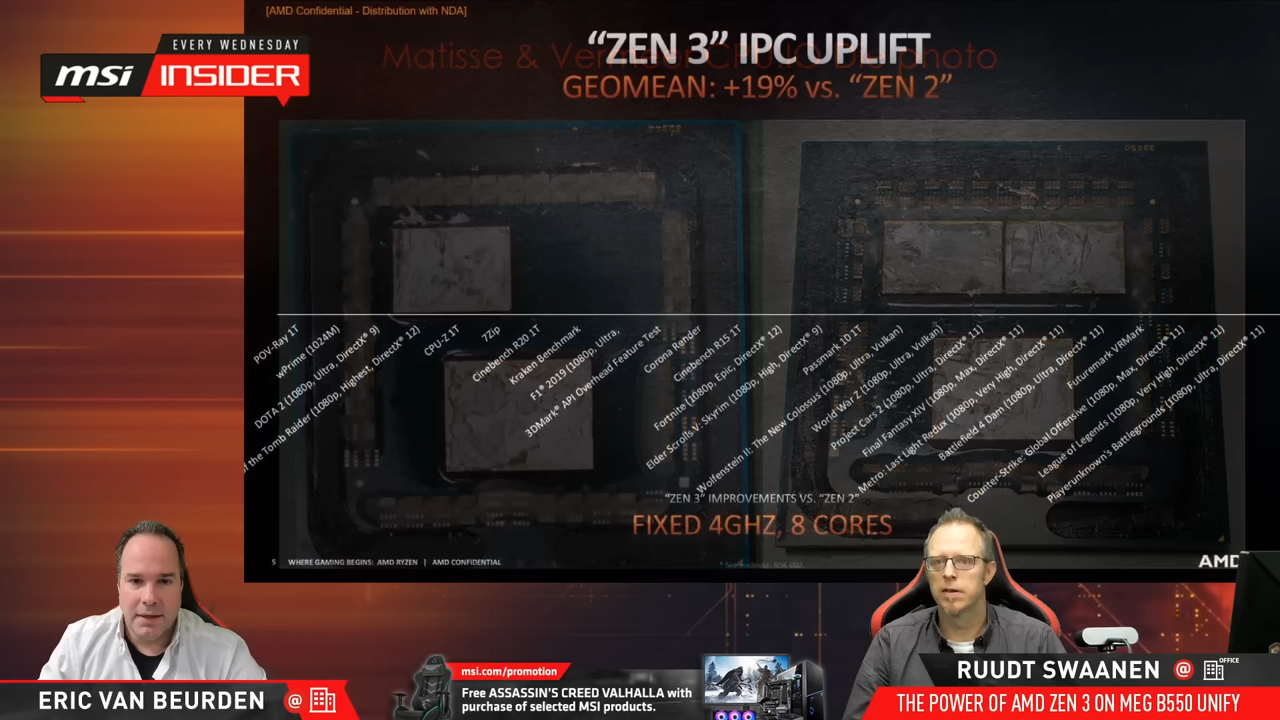 [AMD Confidential - Distribution with NDA]
EVERY WEDNESDAY
msi INSIDER
Matisse & Vermeer CPU/IO Die photo
“ZEN 3” IPC UPLIFT
GEOMEAN: +19% vs. “ZEN 2”
POV-Ray 1T
wPrime (1024M)
DOTA 2 (1080p, Ultra, DirectX® 9)
of the Tomb Raider (1080p, Highest, DirectX® 12)
CPU-Z 1T
7Zip
Cinebench R20 1T
Kraken Benchmark
F1® 2019 (1080p, Ultra,
3DMark® API Overhead Feature Test
Corona Render
Cinebench R15 1T
Fortnite (1080p, Epic, DirectX® 12)
Elder Scrolls V: Skyrim (1080p, High, DirectX® 9)
Passmark 10 1T
Wolfenstein II: The New Colossus (1080p, Ultra, Vulkan)
World War Z (1080p, Ultra, Vulkan)
Project Cars 2 (1080p, Ultra, DirectX® 11)
Final Fantasy XIV (1080p, Max, DirectX® 11)
Metro: Last Light Redux (1080p, Very High, DirectX® 11)
Battlefield 4 Dam (1080p, Ultra, DirectX® 11)
Futuremark VRMark
Counter-Strike: Global Offensive (1080p, Max, DirectX® 11)
League of Legends (1080p, Very High, DirectX® 11)
Playerunknown's Battlegrounds (1080p, Ultra, DirectX® 11)
“ZEN 3” IMPROVEMENTS VS. “ZEN 2”
FIXED 4GHZ, 8 CORES
5 WHERE GAMING BEGINS: AMD RYZEN | AMD CONFIDENTIAL
AMD
msi.com/promotion
Free ASSASSIN'S CREED VALHALLA with
purchase of selected MSI products.
ERIC VAN BEURDEN @
RUUDT SWAANEN @ OFFICE
THE POWER OF AMD ZEN 3 ON MEG B550 UNIFY